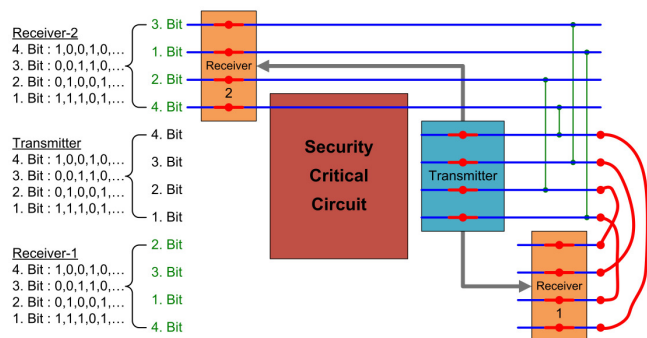 Receiver-2
4. Bit : 1,0,0,1,0,…
3. Bit : 0,0,1,1,0,…
2. Bit : 0,1,0,0,1,…
1. Bit : 1,1,1,0,1,…
3. Bit
1. Bit
2. Bit
4. Bit
Receiver
2
Transmitter
4. Bit : 1,0,0,1,0,…
3. Bit : 0,0,1,1,0,…
2. Bit : 0,1,0,0,1,…
1. Bit : 1,1,1,0,1,…
4. Bit
3. Bit
2. Bit
1. Bit
Security
Critical
Circuit
Transmitter
Receiver-1
4. Bit : 1,0,0,1,0,…
3. Bit : 0,0,1,1,0,…
2. Bit : 0,1,0,0,1,…
1. Bit : 1,1,1,0,1,…
2. Bit
3. Bit
1. Bit
4. Bit
Receiver
1